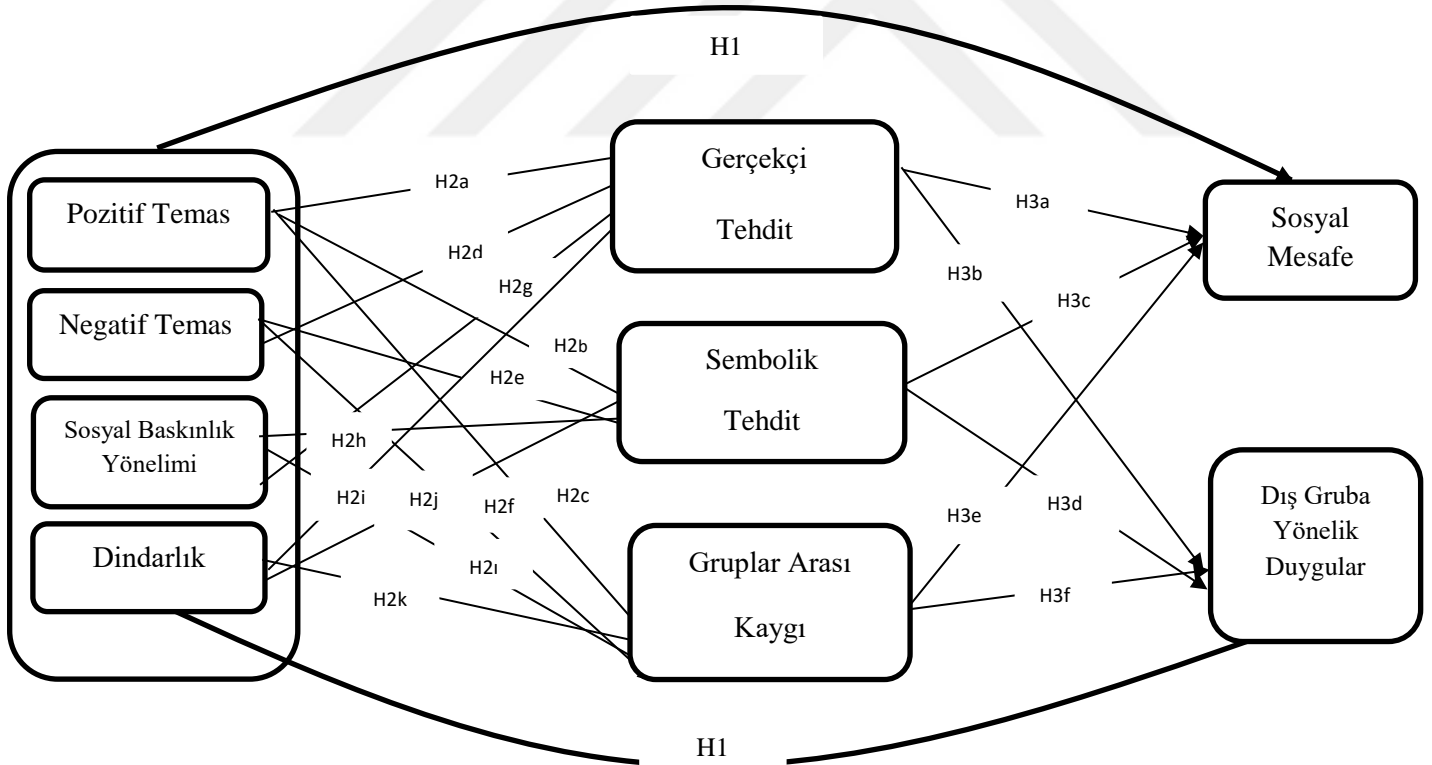 H1
Pozitif Temas
Negatif Temas
Sosyal Baskınlık
Yönelimi
Dindarlık
H2a
H2d
H2g
H2b
H2e
H2h
H2i
H2j
H2f
H2c
H2ı
H2k
Gerçekçi
Tehdit
Sembolik
Tehdit
Gruplar Arası
Kaygı
H3a
H3b
H3c
H3e
H3d
H3f
Sosyal
Mesafe
Dış Gruba
Yönelik
Duygular
H1